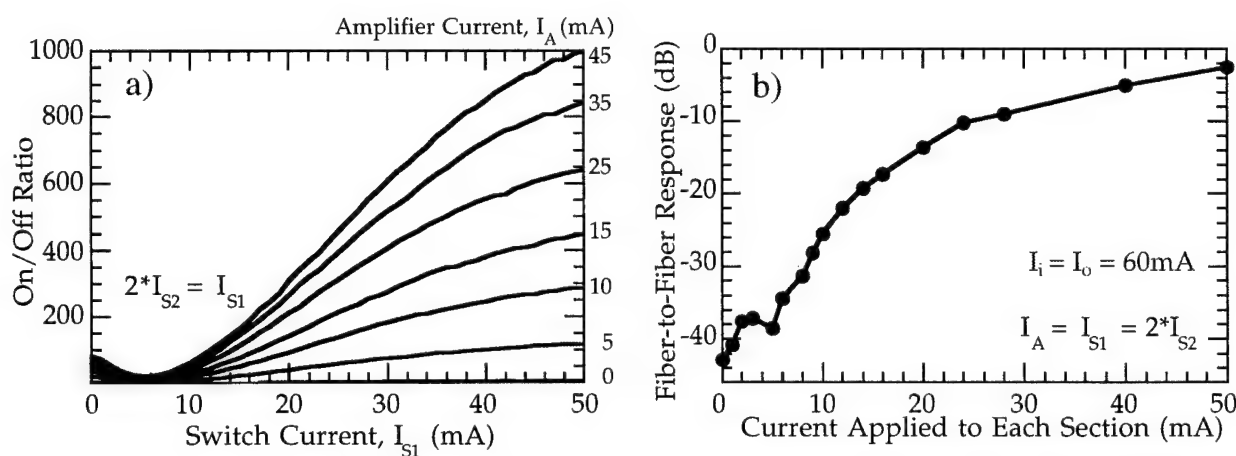 Amplifier Current, I_A (mA)
a)
On/Off Ratio
1000
800
600
400
200
45
35
25
15
10
5
0
2*I_S2 = I_S1
0 10 20 30 40 50
Switch Current, I_S1 (mA)
b)
Fiber-to-Fiber Response (dB)
0
-10
-20
-30
-40
I_i = I_o = 60mA
I_A = I_S1 = 2*I_S2
0 10 20 30 40 50
Current Applied to Each Section (mA)